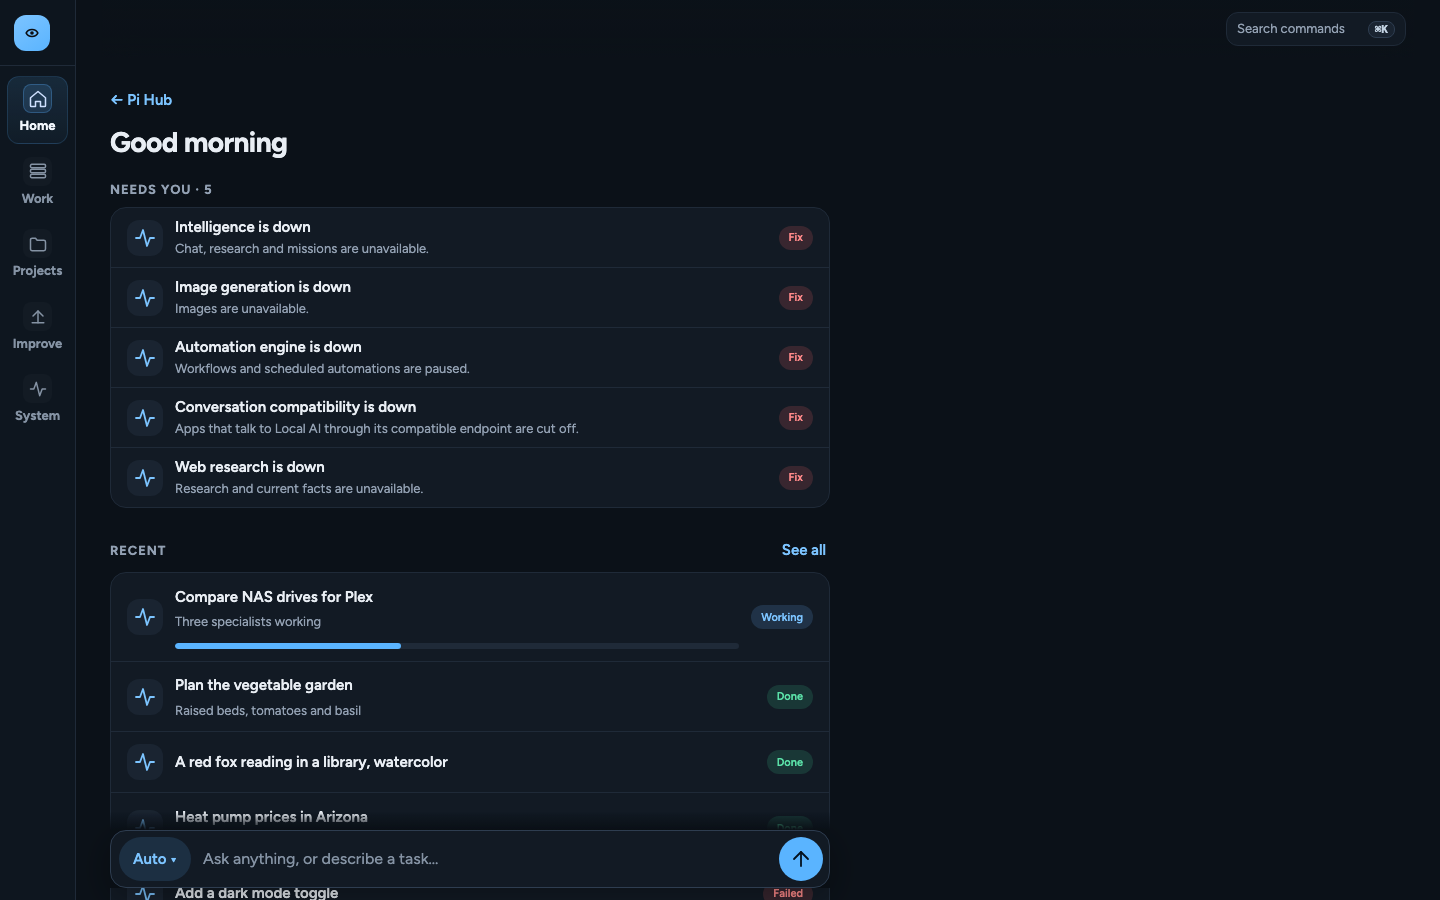 Search commands ⌘K
← Pi Hub
Good morning
Home
NEEDS YOU · 5
Work
Projects
Improve
System
Intelligence is down
Chat, research and missions are unavailable.
Fix
Image generation is down
Images are unavailable.
Fix
Automation engine is down
Workflows and scheduled automations are paused.
Fix
Conversation compatibility is down
Apps that talk to Local AI through its compatible endpoint are cut off.
Fix
Web research is down
Research and current facts are unavailable.
Fix
RECENT
See all
Compare NAS drives for Plex
Three specialists working
Working
Plan the vegetable garden
Raised beds, tomatoes and basil
Done
A red fox reading in a library, watercolor
Done
Heat pump prices in Arizona
Done
Auto ▾
Ask anything, or describe a task...
Add a dark mode toggle
Failed